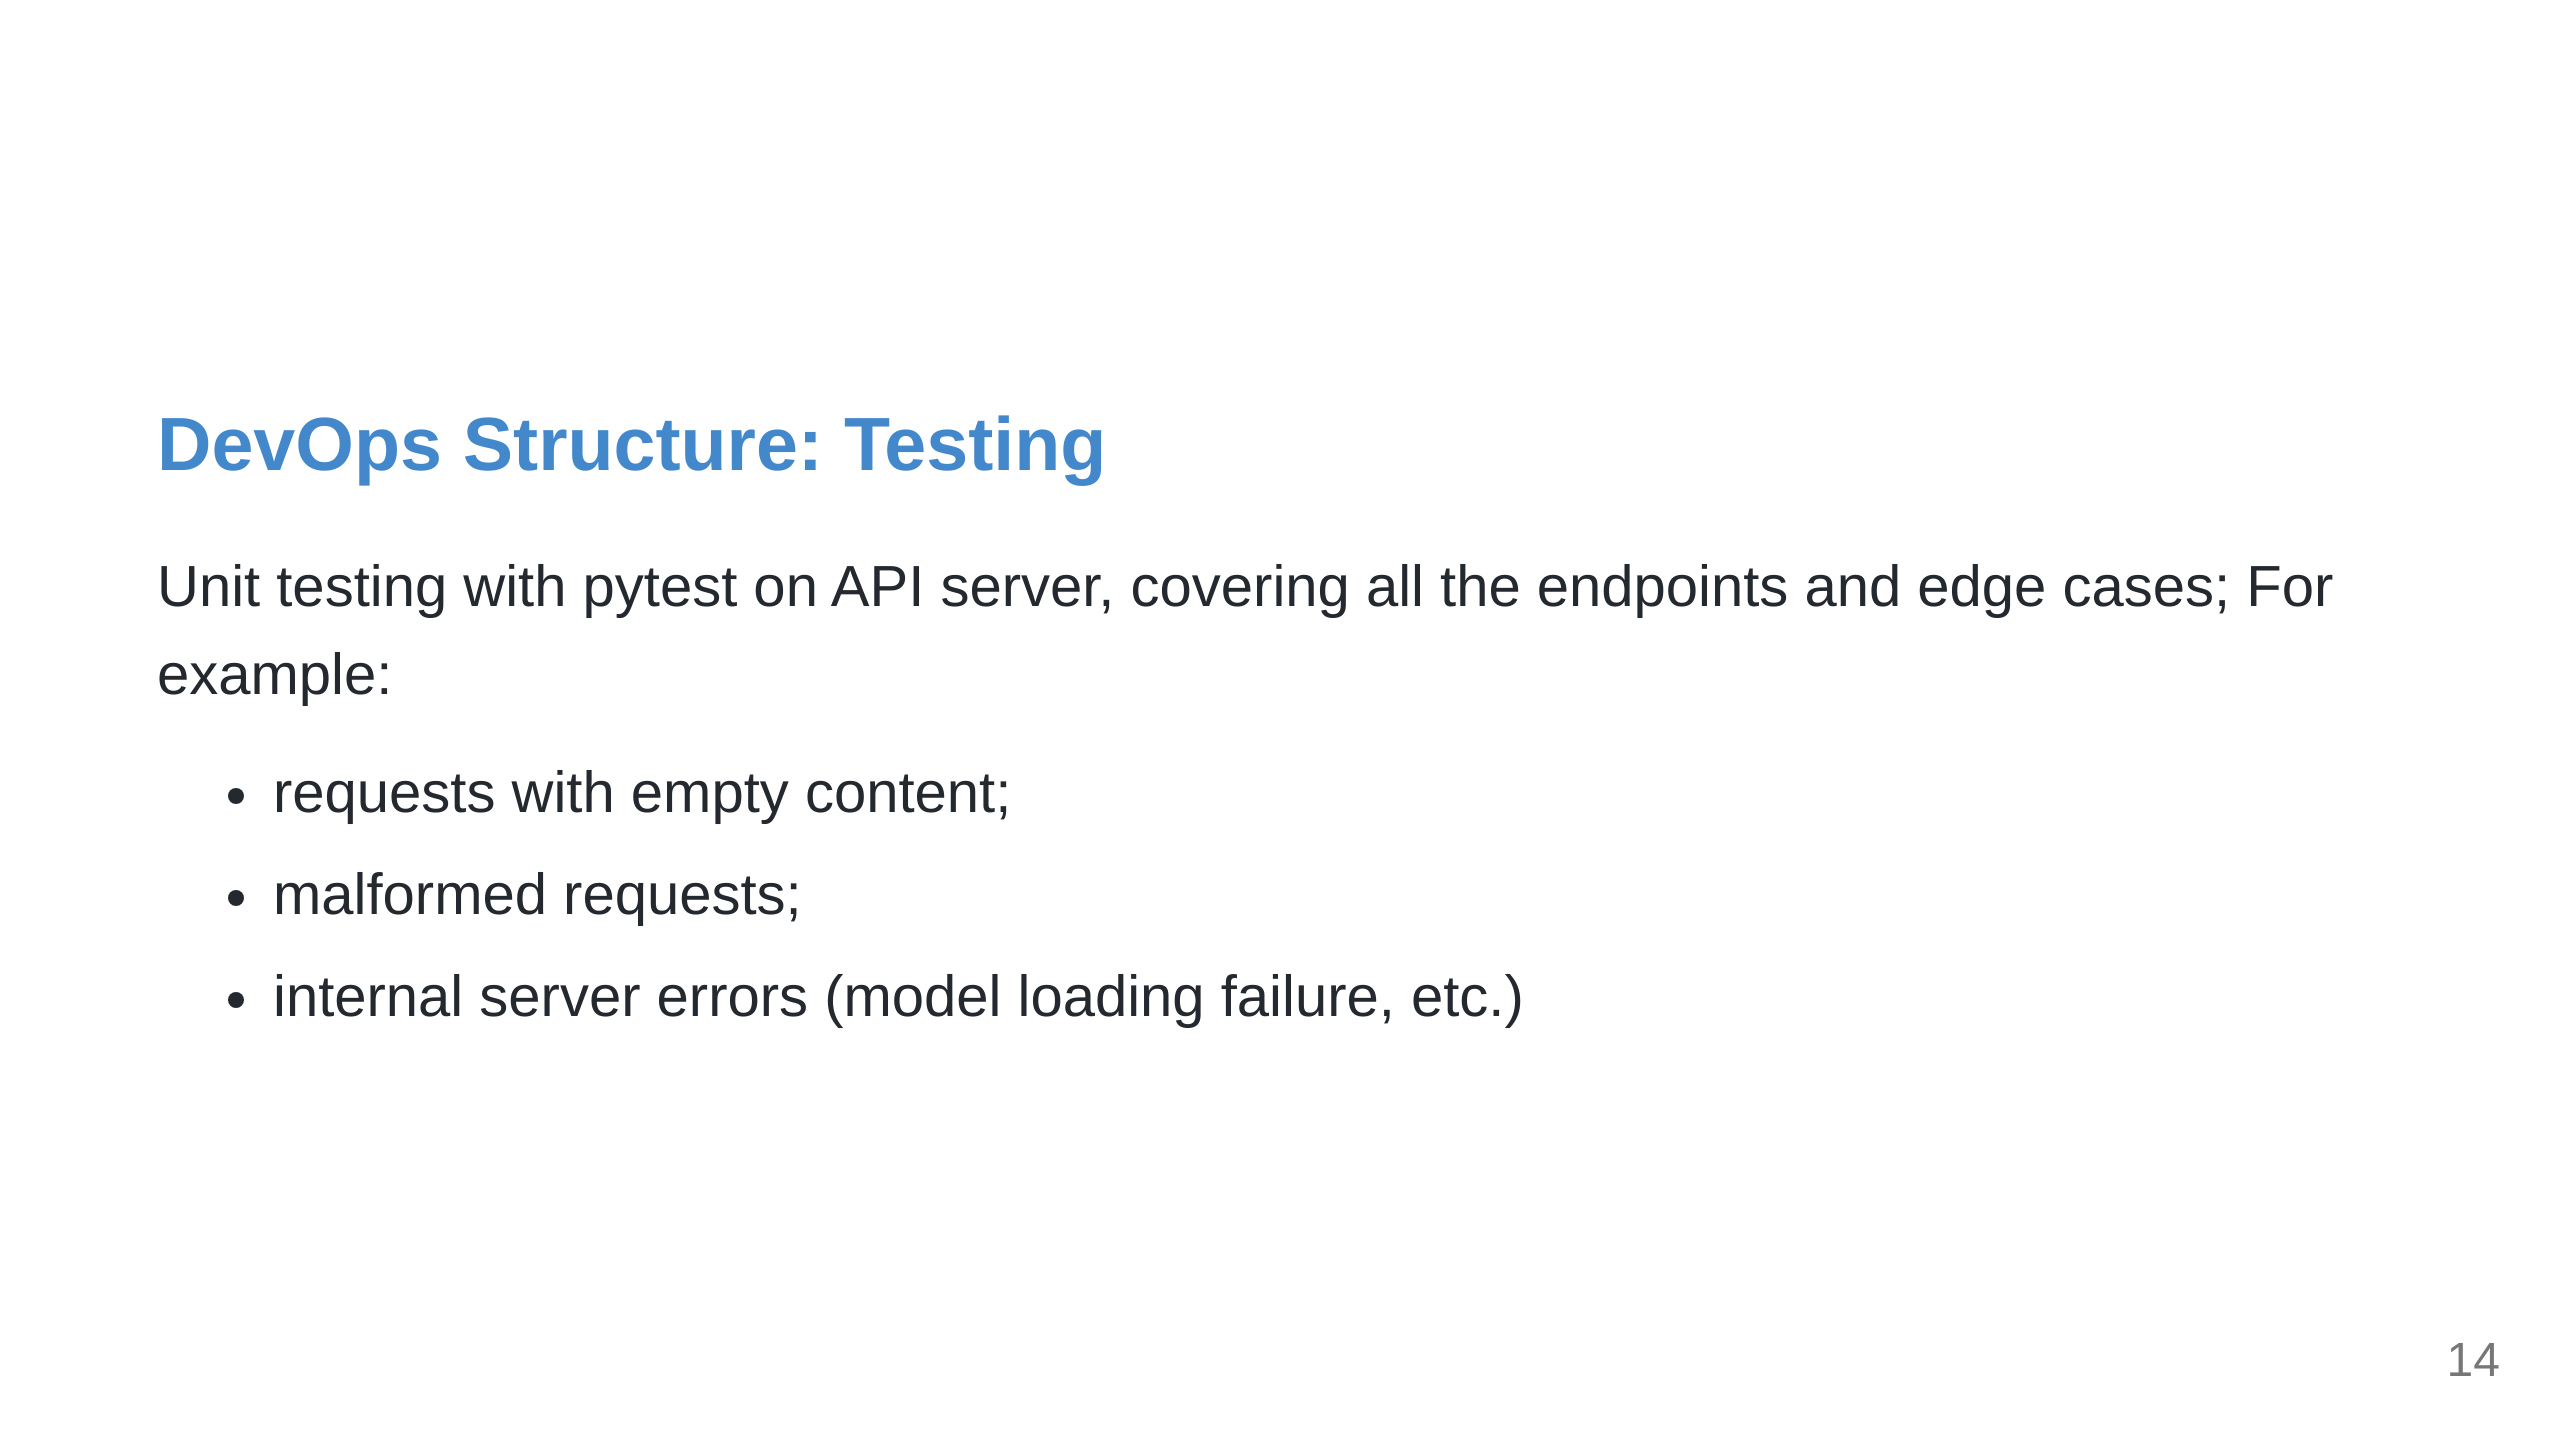 DevOps Structure: Testing
Unit testing with pytest on API server, covering all the endpoints and edge cases; For
example:
• requests with empty content;
• malformed requests;
• internal server errors (model loading failure, etc.)
14